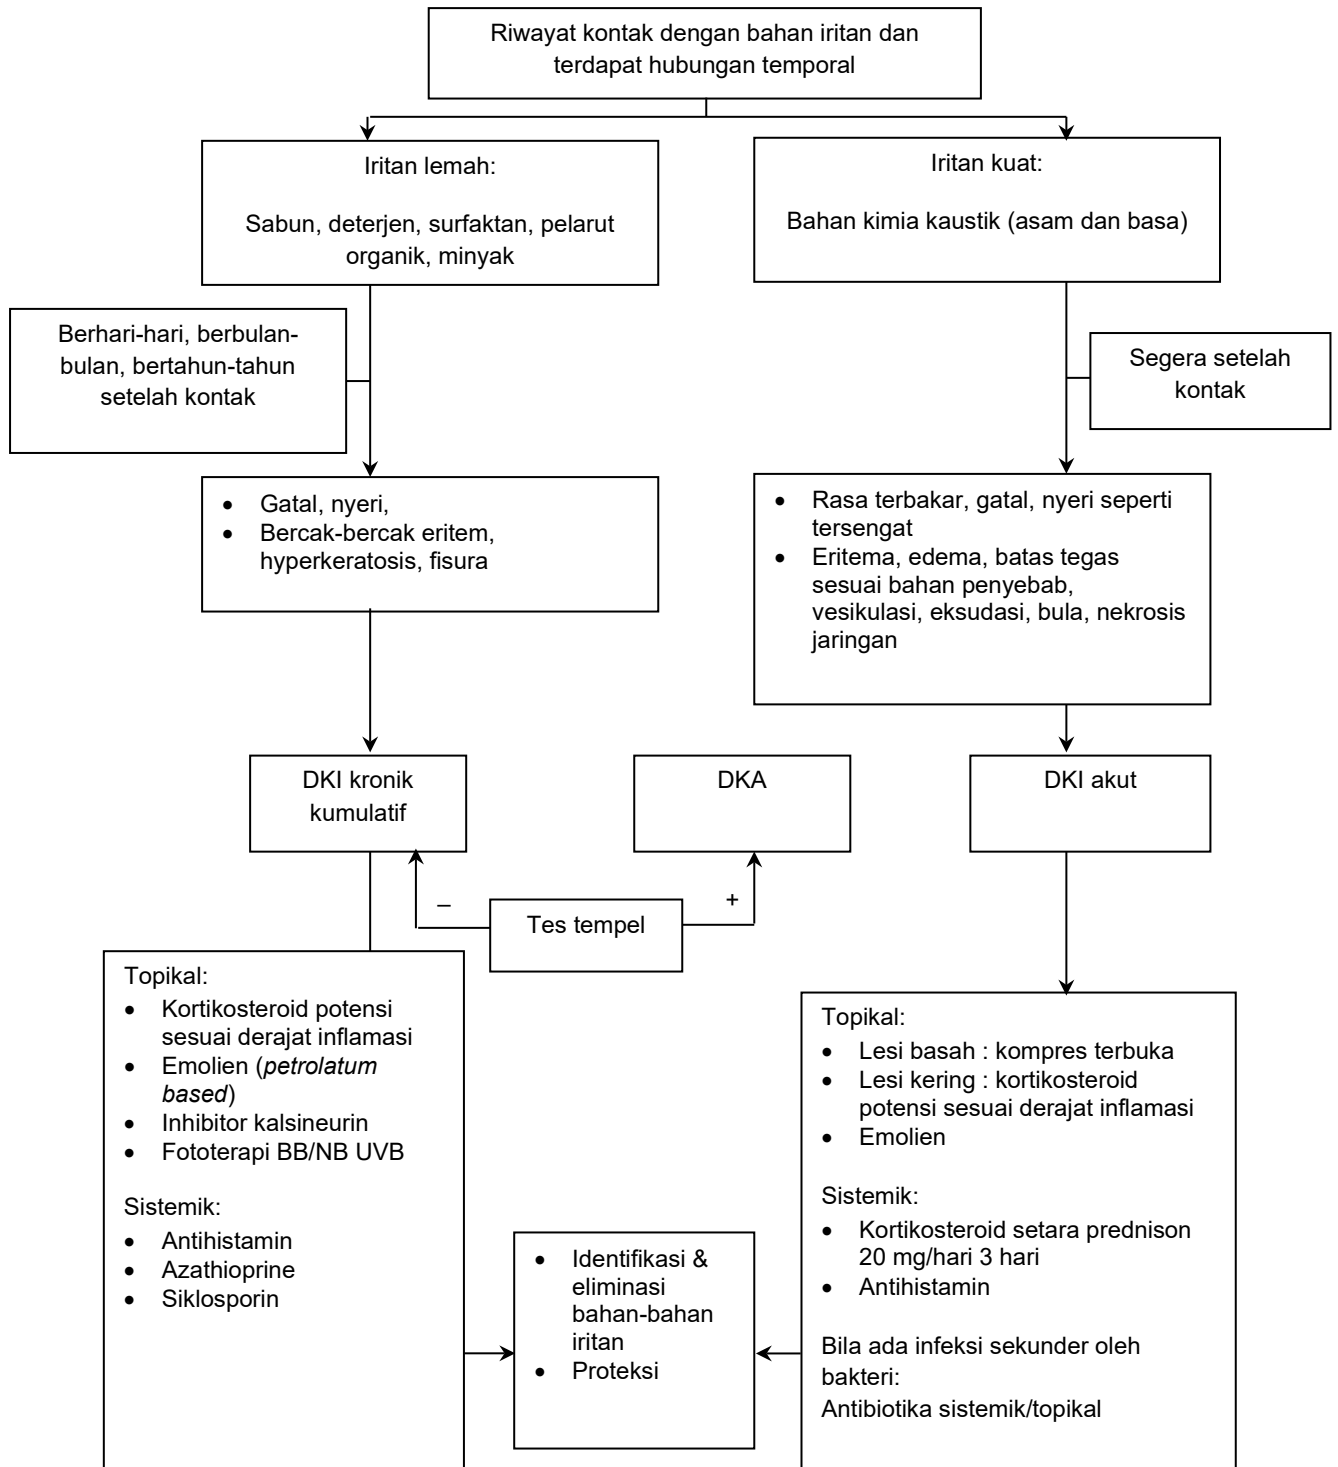 Riwayat kontak dengan bahan iritan dan
terdapat hubungan temporal
Iritan lemah:
Sabun, deterjen, surfaktan, pelarut
organik, minyak
Iritan kuat:
Bahan kimia kaustik (asam dan basa)
Berhari-hari, berbulan-
bulan, bertahun-tahun
setelah kontak
Segera setelah
kontak
• Gatal, nyeri,
• Bercak-bercak eritem,
hyperkeratosis, fisura
• Rasa terbakar, gatal, nyeri seperti
tersengat
• Eritema, edema, batas tegas
sesuai bahan penyebab,
vesikulasi, eksudasi, bula, nekrosis
jaringan
DKI kronik
kumulatif
DKA
DKI akut
–
Tes tempel
+
Topikal:
• Kortikosteroid potensi
sesuai derajat inflamasi
• Emolien (petrolatum
based)
• Inhibitor kalsineurin
• Fototerapi BB/NB UVB
Sistemik:
• Antihistamin
• Azathioprine
• Siklosporin
• Identifikasi &
eliminasi
bahan-bahan
iritan
• Proteksi
Topikal:
• Lesi basah : kompres terbuka
• Lesi kering : kortikosteroid
potensi sesuai derajat inflamasi
• Emolien
Sistemik:
• Kortikosteroid setara prednison
20 mg/hari 3 hari
• Antihistamin
Bila ada infeksi sekunder oleh
bakteri:
Antibiotika sistemik/topikal